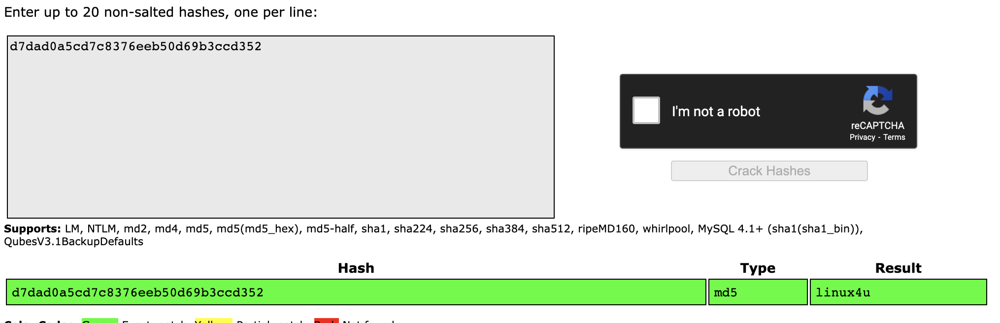 Enter up to 20 non-salted hashes, one per line:
d7dad0a5cd7c8376eeb50d69b3ccd352
I'm not a robot
reCAPTCHA
Privacy - Terms
Crack Hashes
Supports: LM, NTLM, md2, md4, md5, md5(md5_hex), md5-half, sha1, sha224, sha256, sha384, sha512, ripeMD160, whirlpool, MySQL 4.1+ (sha1(sha1_bin)),
QubesV3.1BackupDefaults
Hash Type Result
d7dad0a5cd7c8376eeb50d69b3ccd352 md5 linux4u